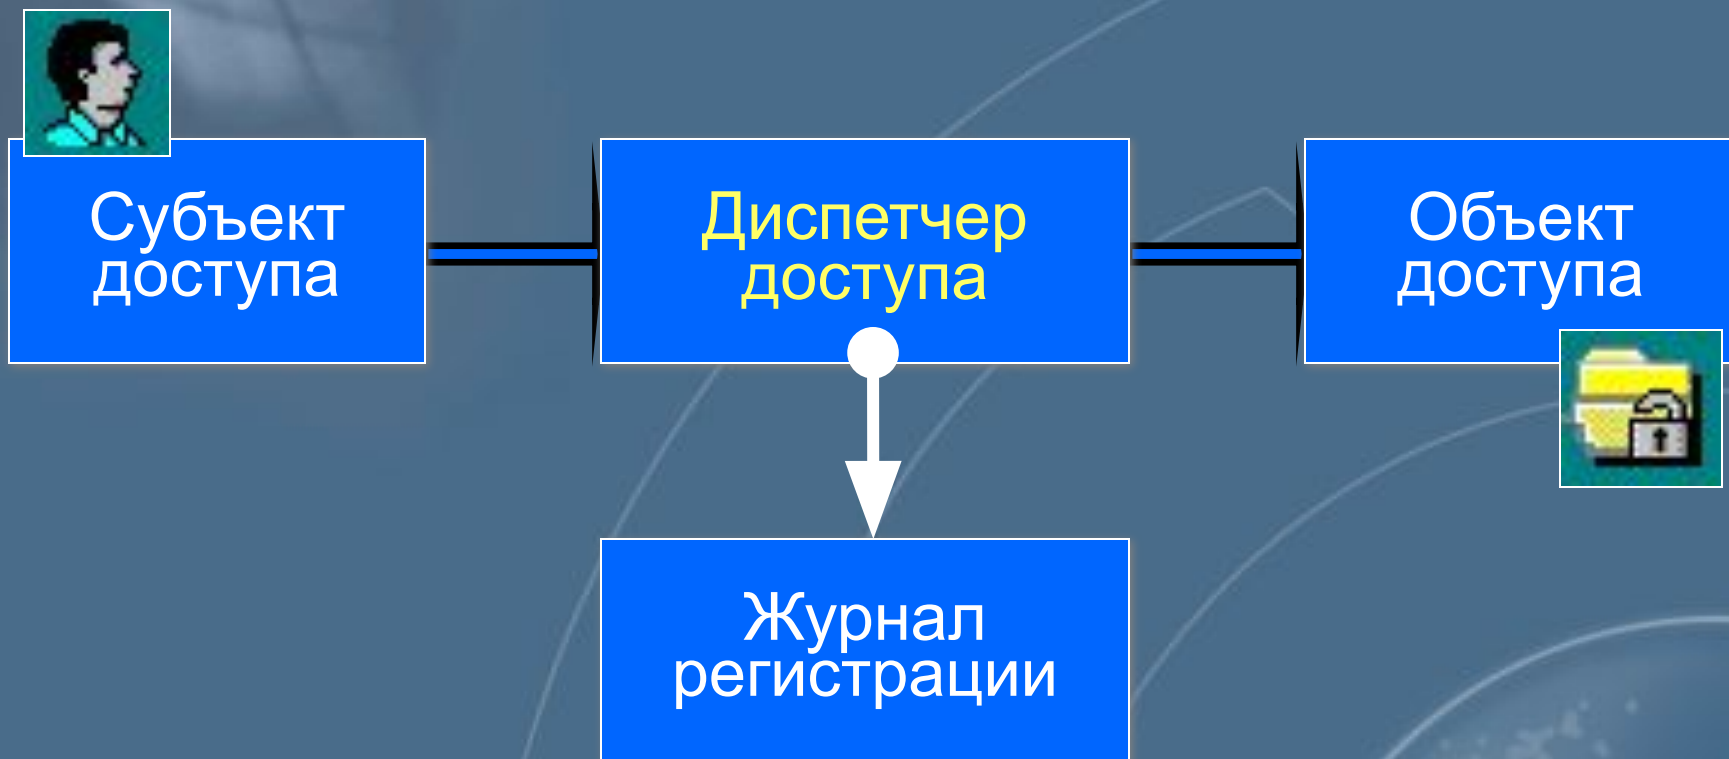 Субъект
доступа
Диспетчер
доступа
Объект
доступа
Журнал
регистрации